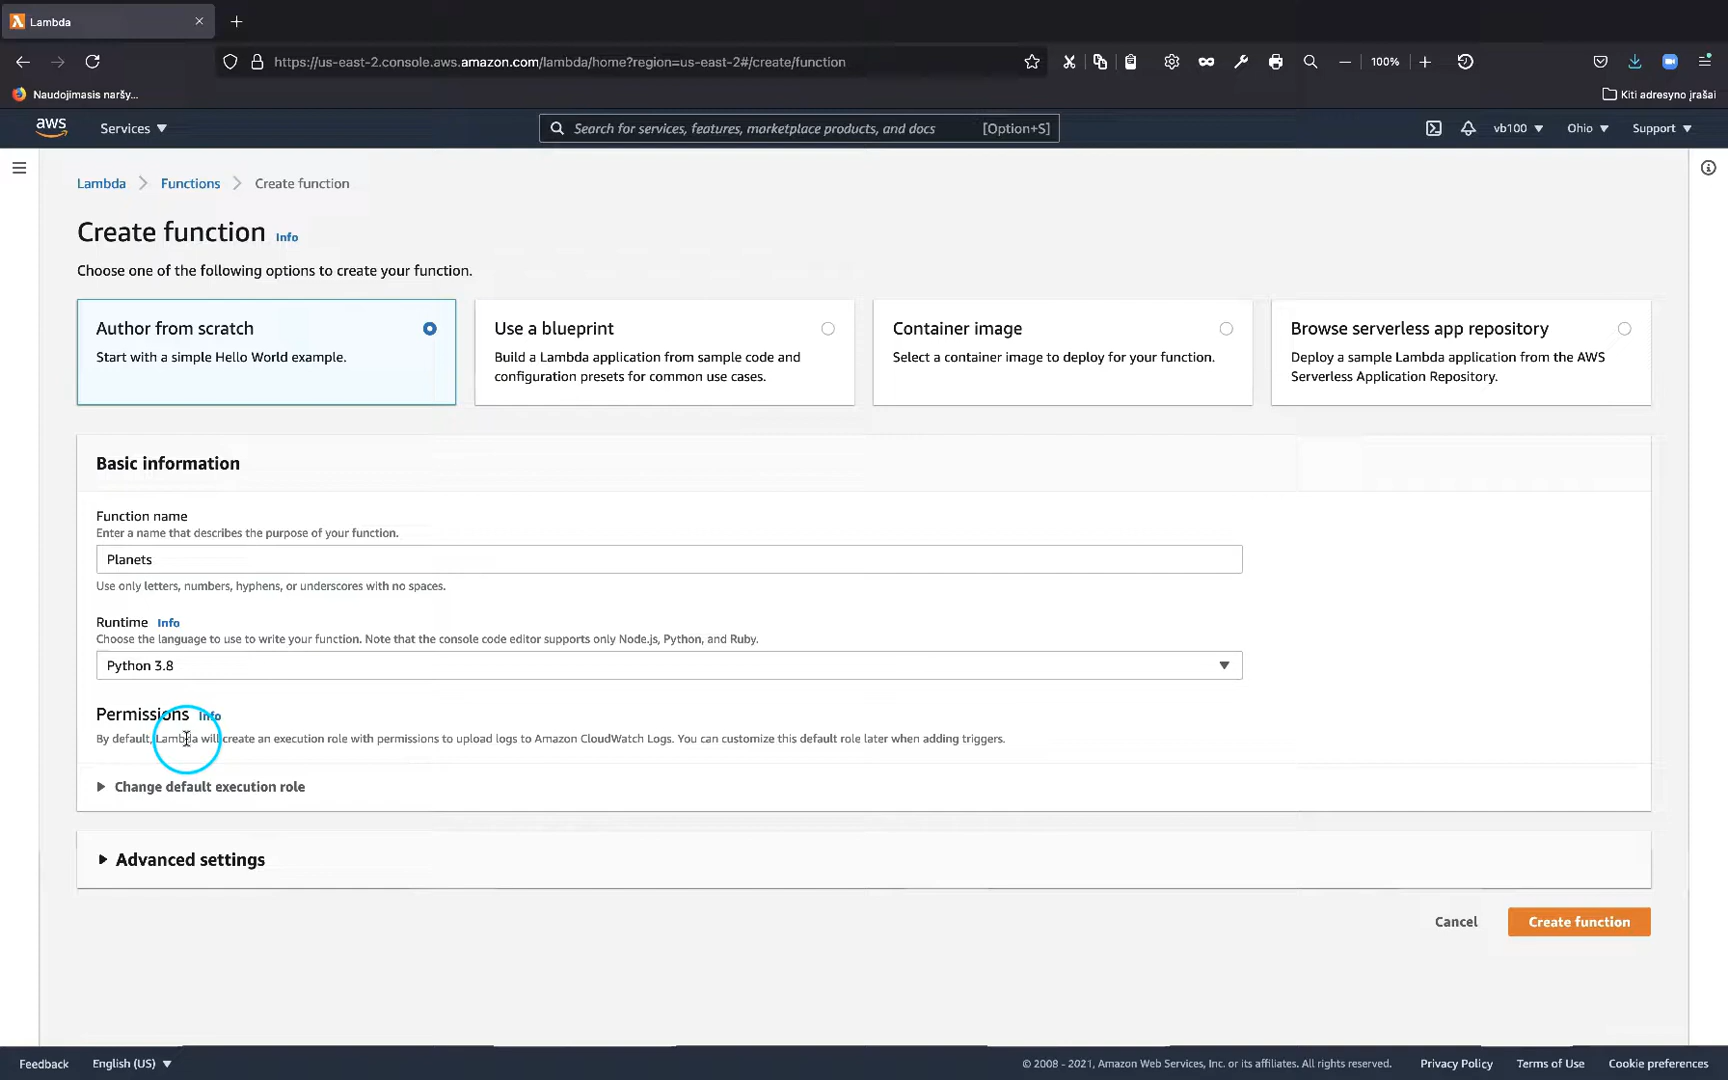 Lambda
https://us-east-2.console.aws.amazon.com/lambda/home?region=us-east-2#/create/function
100%
Naudojimasis naršy...
Kiti adresyno įrašai
aws
Services
Search for services, features, marketplace products, and docs
[Option+S]
vb100
Ohio
Support
Lambda
Functions
Create function
Create function
Info
Choose one of the following options to create your function.
Author from scratch
Start with a simple Hello World example.
Use a blueprint
Build a Lambda application from sample code and
configuration presets for common use cases.
Container image
Select a container image to deploy for your function.
Browse serverless app repository
Deploy a sample Lambda application from the AWS
Serverless Application Repository.
Basic information
Function name
Enter a name that describes the purpose of your function.
Planets
Use only letters, numbers, hyphens, or underscores with no spaces.
Runtime Info
Choose the language to use to write your function. Note that the console code editor supports only Node.js, Python, and Ruby.
Python 3.8
Permissions Info
By default, Lambda will create an execution role with permissions to upload logs to Amazon CloudWatch Logs. You can customize this default role later when adding triggers.
Change default execution role
Advanced settings
Cancel
Create function
Feedback
English (US)
© 2008 - 2021, Amazon Web Services, Inc. or its affiliates. All rights reserved.
Privacy Policy
Terms of Use
Cookie preferences